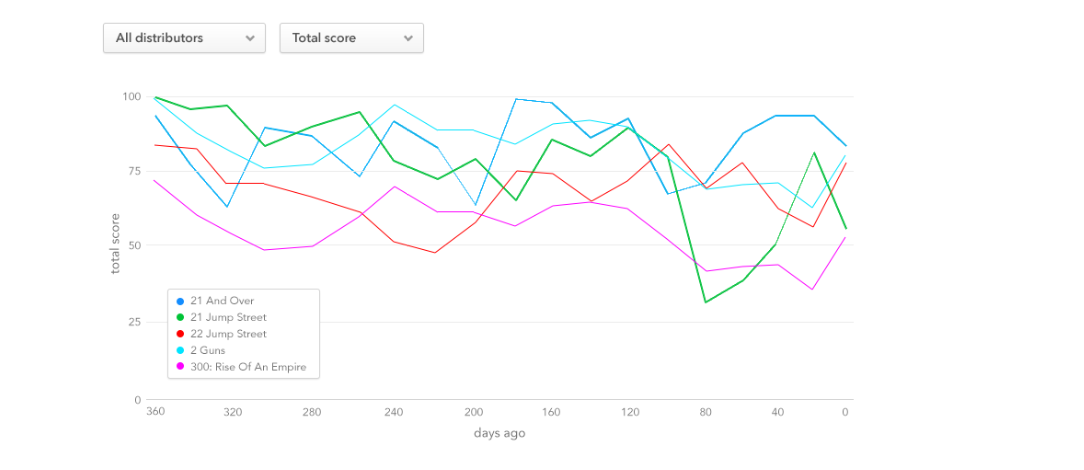 All distributors
Total score
100
75
50
25
0
total score
21 And Over
21 Jump Street
22 Jump Street
2 Guns
300: Rise Of An Empire
360 320 280 240 200 160 120 80 40 0
days ago